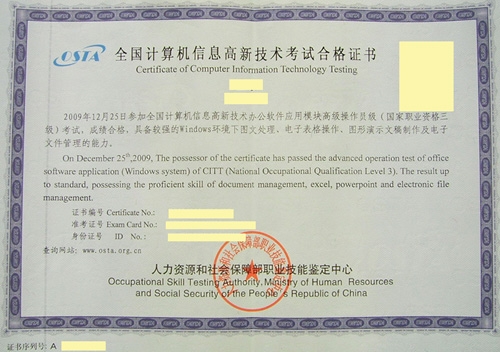 OSTA 全国计算机信息高新技术考试合格证书
Certificate of Computer Information Technology Testing
2009年12月25日参加全国计算机信息高新技术办公软件应用模块高级操作员级（国家职业资格三
级）考试，成绩合格，具备较强的Windows环境下图文处理、电子表格操作、图形演示文稿制作及电子
文件管理的能力。
On December 25th,2009, The possessor of the certificate has passed the advanced operation test of office
software application (Windows system) of CITT (National Occupational Qualification Level 3). The result up
to standard, possessing the proficient skill of document management, excel, powerpoint and electronic file
management.
证书编号 Certificate No.:
准考证号 Exam Card No.:
身份证号 ID No.:
查询网站: www.osta.org.cn
人力资源和社会保障部职业技能鉴定中心
Occupational Skill Testing Authority, Ministry of Human Resources
and Social Security of the People's Republic of China
证书序列号: A